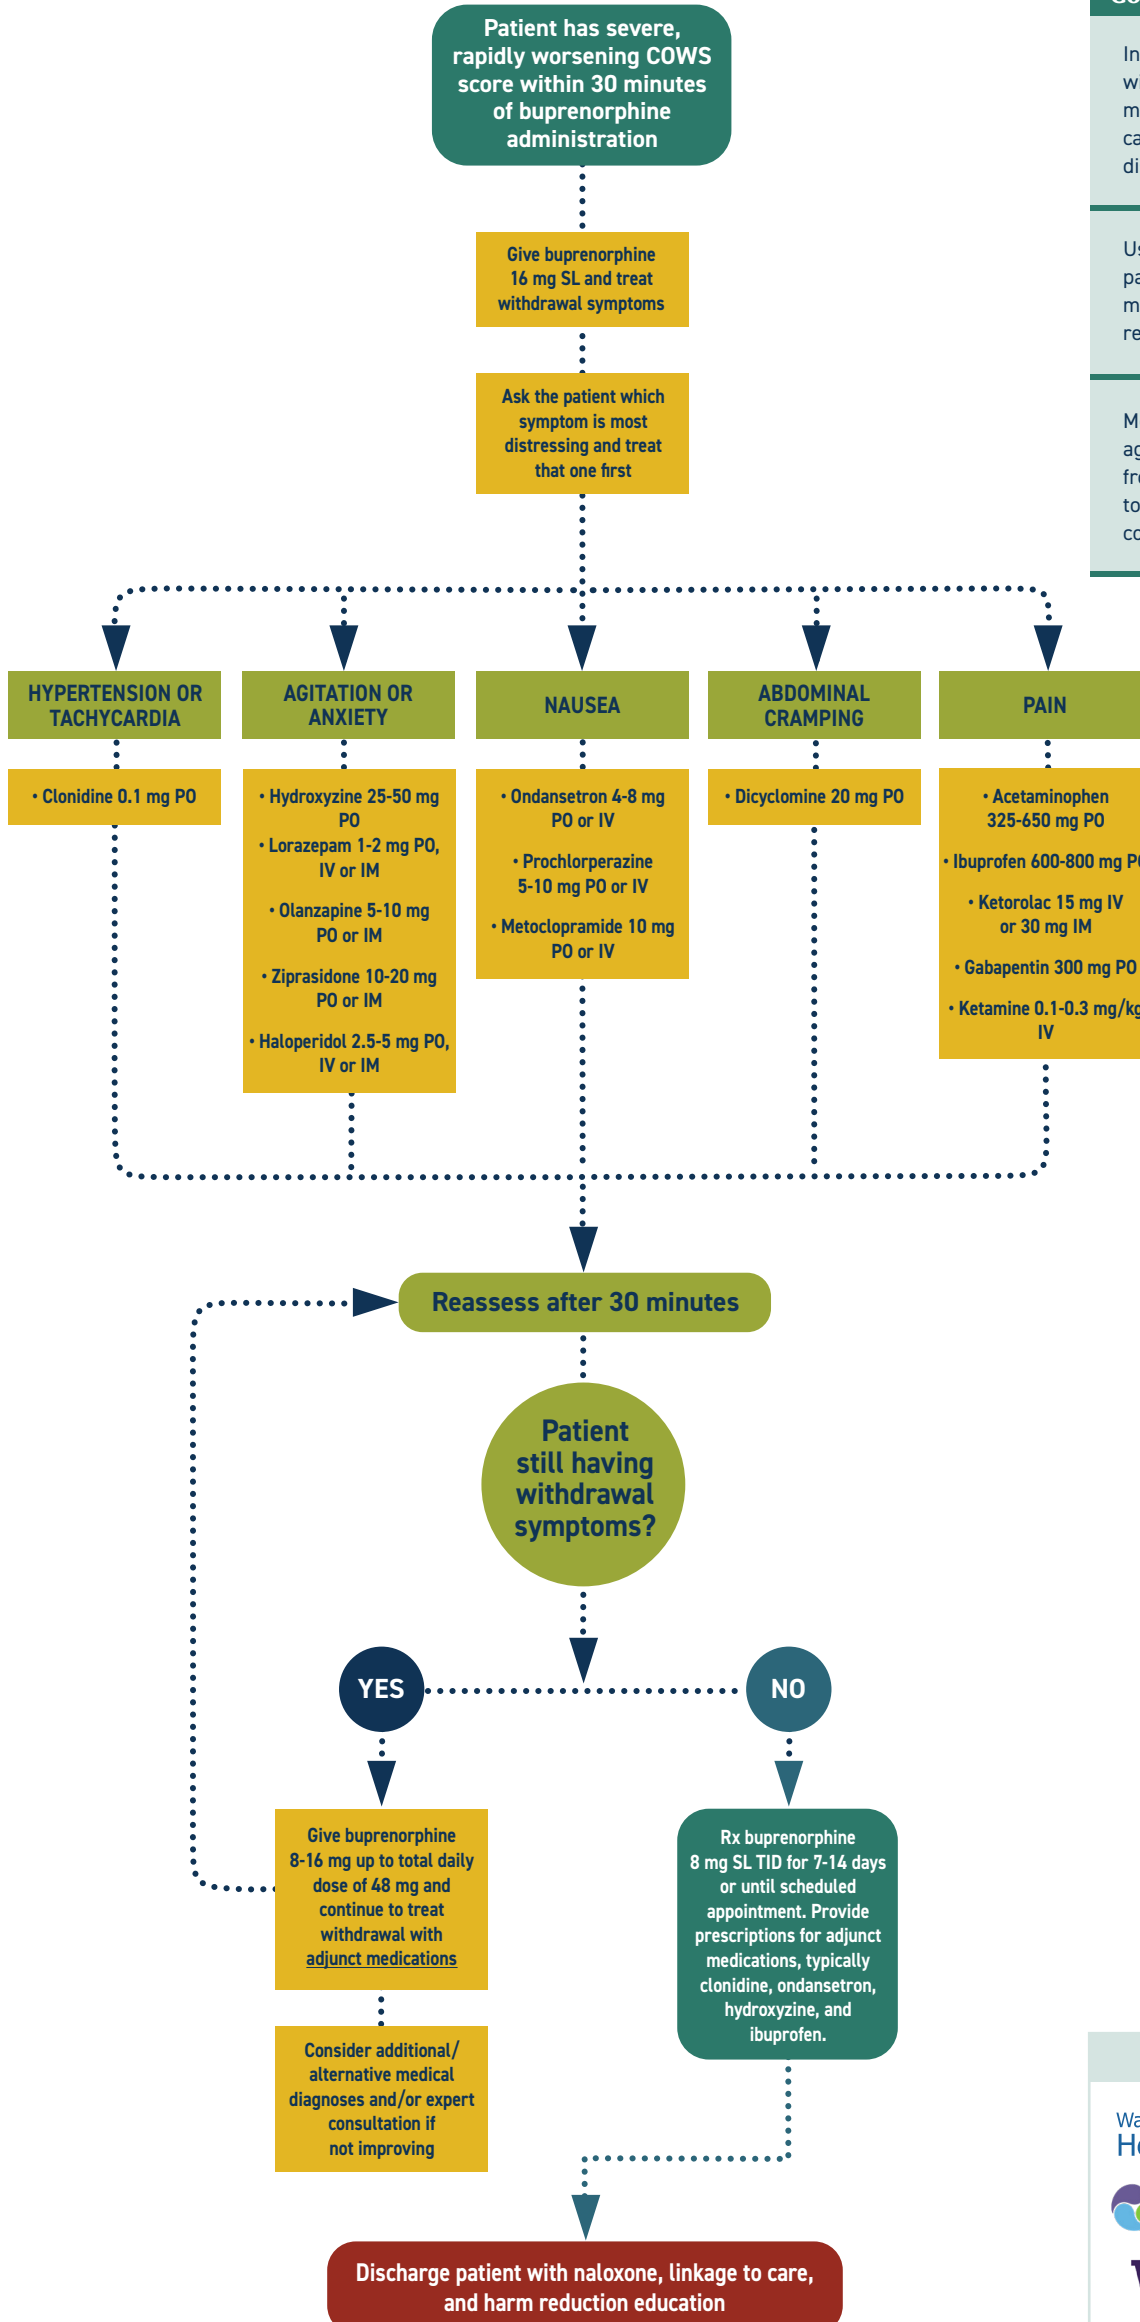 Patient has severe,
rapidly worsening COWS
score within 30 minutes
of buprenorphine
administration
Give buprenorphine
16 mg SL and treat
withdrawal symptoms
Ask the patient which
symptom is most
distressing and treat
that one first
HYPERTENSION OR
TACHYCARDIA
• Clonidine 0.1 mg PO
AGITATION OR
ANXIETY
• Hydroxyzine 25-50 mg
PO
• Lorazepam 1-2 mg PO,
IV or IM
• Olanzapine 5-10 mg
PO or IM
• Ziprasidone 10-20 mg
PO or IM
• Haloperidol 2.5-5 mg PO,
IV or IM
NAUSEA
• Ondansetron 4-8 mg
PO or IV
• Prochlorperazine
5-10 mg PO or IV
• Metoclopramide 10 mg
PO or IV
ABDOMINAL
CRAMPING
• Dicyclomine 20 mg PO
PAIN
• Acetaminophen
325-650 mg PO
• Ibuprofen 600-800 mg PO
• Ketorolac 15 mg IV
or 30 mg IM
• Gabapentin 300 mg PO
• Ketamine 0.1-0.3 mg/kg
IV
Reassess after 30 minutes
Patient
still having
withdrawal
symptoms?
YES
NO
Give buprenorphine
8-16 mg up to total daily
dose of 48 mg and
continue to treat
withdrawal with
adjunct medications
Consider additional/
alternative medical
diagnoses and/or expert
consultation if
not improving
Rx buprenorphine
8 mg SL TID for 7-14 days
or until scheduled
appointment. Provide
prescriptions for adjunct
medications, typically
clonidine, ondansetron,
hydroxyzine, and
ibuprofen.
Discharge patient with naloxone, linkage to care,
and harm reduction education